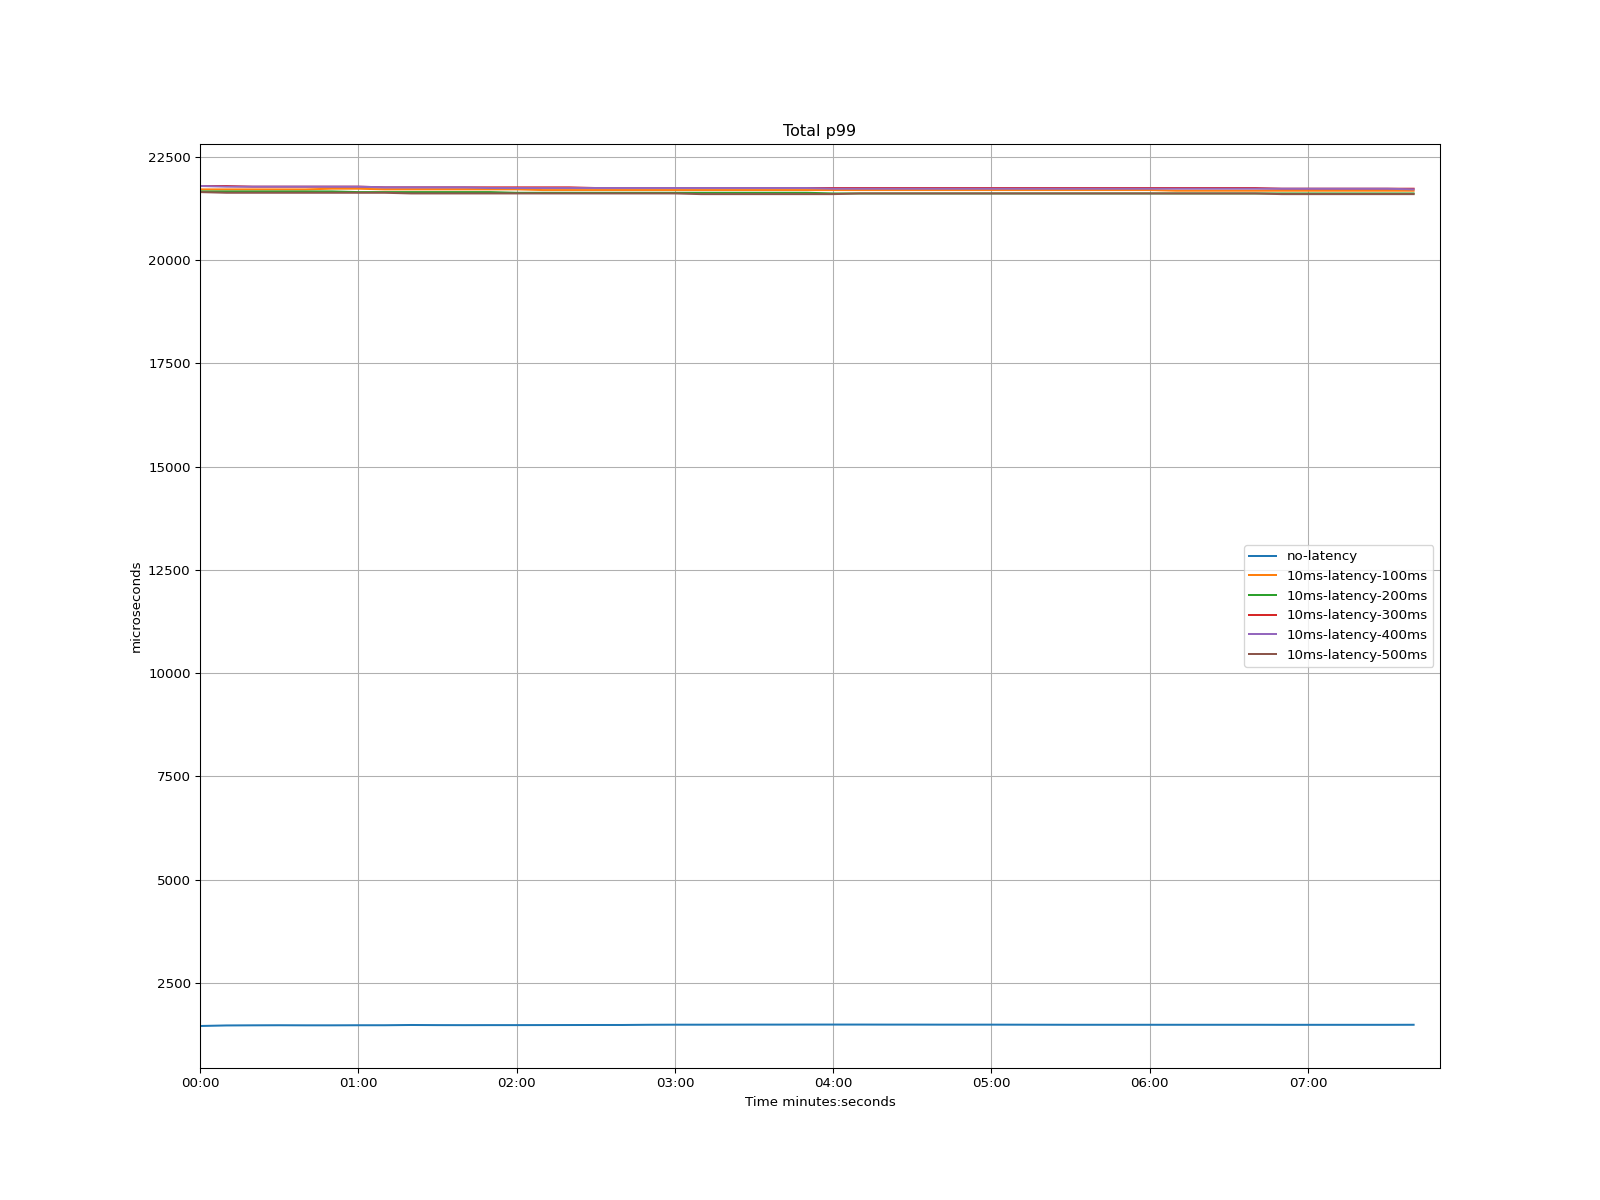 Total p99
22500
20000
17500
15000
12500
10000
7500
5000
2500
microseconds
no-latency
10ms-latency-100ms
10ms-latency-200ms
10ms-latency-300ms
10ms-latency-400ms
10ms-latency-500ms
00:00 01:00 02:00 03:00 04:00 05:00 06:00 07:00
Time minutes:seconds